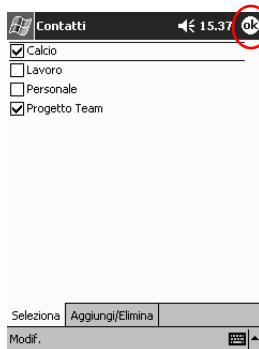 Contatti 15.37 ok
Calcio
Lavoro
Personale
Progetto Team
Seleziona Aggiungi/Elimina
Modif.